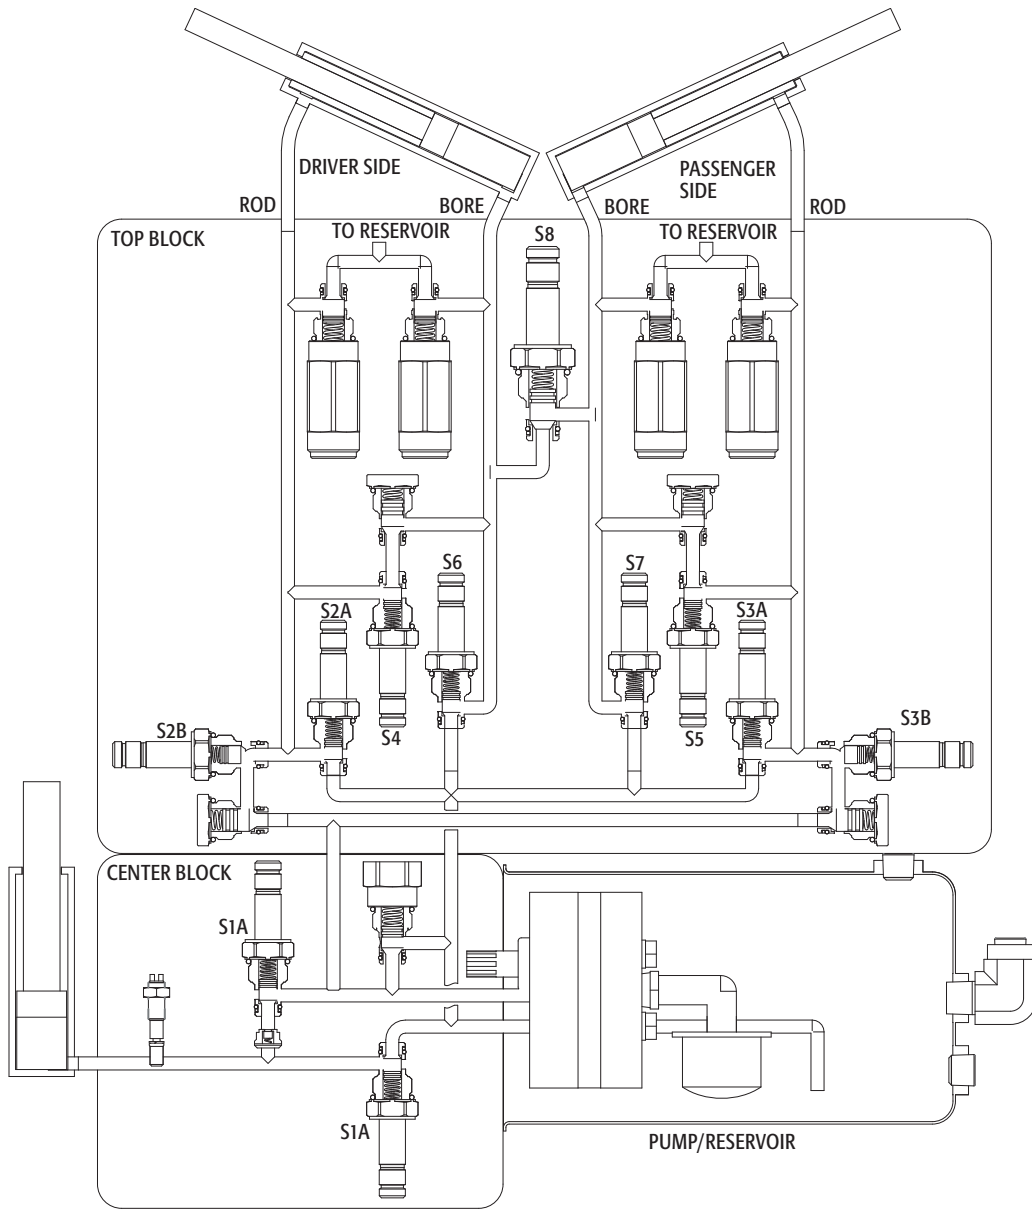 DRIVER SIDE
PASSENGER
SIDE
ROD
BORE
BORE
ROD
TOP BLOCK
TO RESERVOIR
S8
TO RESERVOIR
S6
S7
S2A
S3A
S2B
S4
S5
S3B
CENTER BLOCK
S1A
S1A
PUMP/RESERVOIR